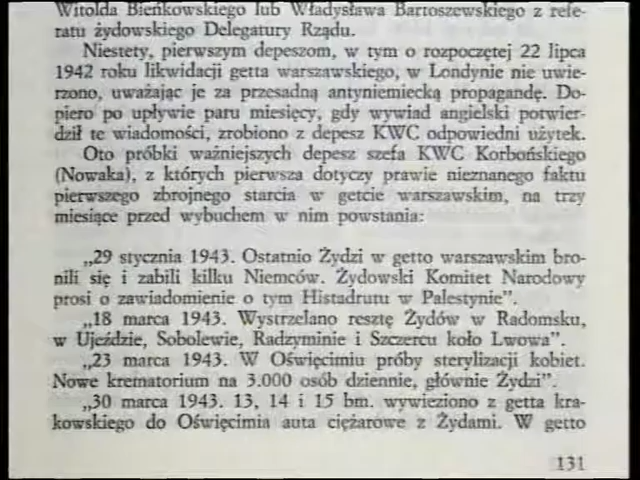 Witolda Bieńkowskiego lub Władysława Bartoszewskiego z refe-
ratu żydowskiego Delegatury Rządu.
Niestety, pierwszym depeszom, w tym o rozpoczętej 22 lipca
1942 roku likwidacji getta warszawskiego, w Londynie nie uwie-
rzono, uważając je za przesadną antyniemiecką propagandę. Do-
piero po upływie paru miesięcy, gdy wywiad angielski potwier-
dził te wiadomości, zrobiono z depesz KWC odpowiedni użytek.
Oto próbki ważniejszych depesz szefa KWC Korbońskiego
(Nowaka), z których pierwsza dotyczy prawie nieznanego faktu
pierwszego zbrojnego starcia w getcie warszawskim, na trzy
miesiące przed wybuchem w nim powstania:
„29 stycznia 1943. Ostatnio Żydzi w getto warszawskim bro-
nili się i zabili kilku Niemców. Żydowski Komitet Narodowy
prosi o zawiadomienie o tym Histadrutu w Palestynie”.
„18 marca 1943. Wystrzelano resztę Żydów w Radomsku,
w Ujeździe, Sobolewie, Radzyminie i Szczercu koło Lwowa”.
„23 marca 1943. W Oświęcimiu próby sterylizacji kobiet.
Nowe krematorium na 3.000 osób dziennie, głównie Żydzi”.
„30 marca 1943. 13, 14 i 15 bm. wywieziono z getta kra-
kowskiego do Oświęcimia auta ciężarowe z Żydami. W getto
131